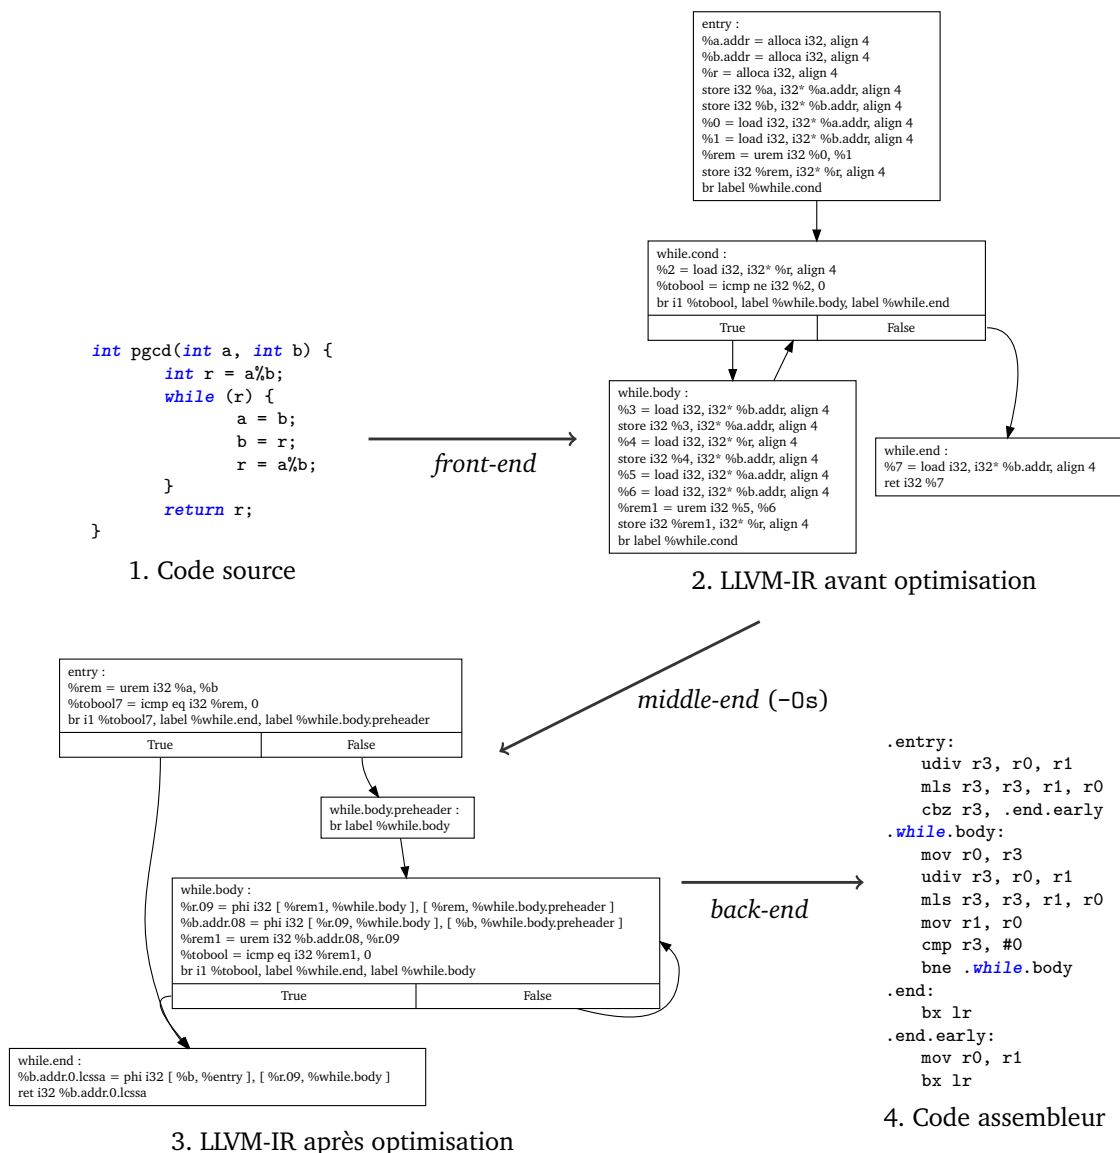 entry :
%a.addr = alloca i32, align 4
%b.addr = alloca i32, align 4
%r = alloca i32, align 4
store i32 %a, i32* %a.addr, align 4
store i32 %b, i32* %b.addr, align 4
%0 = load i32, i32* %a.addr, align 4
%1 = load i32, i32* %b.addr, align 4
%rem = urem i32 %0, %1
store i32 %rem, i32* %r, align 4
br label %while.cond
while.cond :
%2 = load i32, i32* %r, align 4
%tobool = icmp ne i32 %2, 0
br i1 %tobool, label %while.body, label %while.end
True
False
int pgcd(int a, int b) {
int r = a%b;
while (r) {
a = b;
b = r;
r = a%b;
}
return r;
}
1. Code source
front-end
while.body :
%3 = load i32, i32* %b.addr, align 4
store i32 %3, i32* %a.addr, align 4
%4 = load i32, i32* %r, align 4
store i32 %4, i32* %b.addr, align 4
%5 = load i32, i32* %a.addr, align 4
%6 = load i32, i32* %b.addr, align 4
%rem1 = urem i32 %5, %6
store i32 %rem1, i32* %r, align 4
br label %while.cond
while.end :
%7 = load i32, i32* %b.addr, align 4
ret i32 %7
2. LLVM-IR avant optimisation
middle-end (-Os)
entry :
%rem = urem i32 %a, %b
%tobool7 = icmp eq i32 %rem, 0
br i1 %tobool7, label %while.end, label %while.body.preheader
True
False
while.body.preheader :
br label %while.body
while.body :
%r.09 = phi i32 [ %rem1, %while.body ], [ %rem, %while.body.preheader ]
%b.addr.08 = phi i32 [ %r.09, %while.body ], [ %b, %while.body.preheader ]
%rem1 = urem i32 %b.addr.08, %r.09
%tobool = icmp eq i32 %rem1, 0
br i1 %tobool, label %while.end, label %while.body
True
False
while.end :
%b.addr.0.lcssa = phi i32 [ %b, %entry ], [ %r.09, %while.body ]
ret i32 %b.addr.0.lcssa
3. LLVM-IR après optimisation
back-end
.entry:
udiv r3, r0, r1
mls r3, r3, r1, r0
cbz r3, .end.early
.while.body:
mov r0, r3
udiv r3, r0, r1
mls r3, r3, r1, r0
mov r1, r0
cmp r3, #0
bne .while.body
.end:
bx lr
.end.early:
mov r0, r1
bx lr
4. Code assembleur